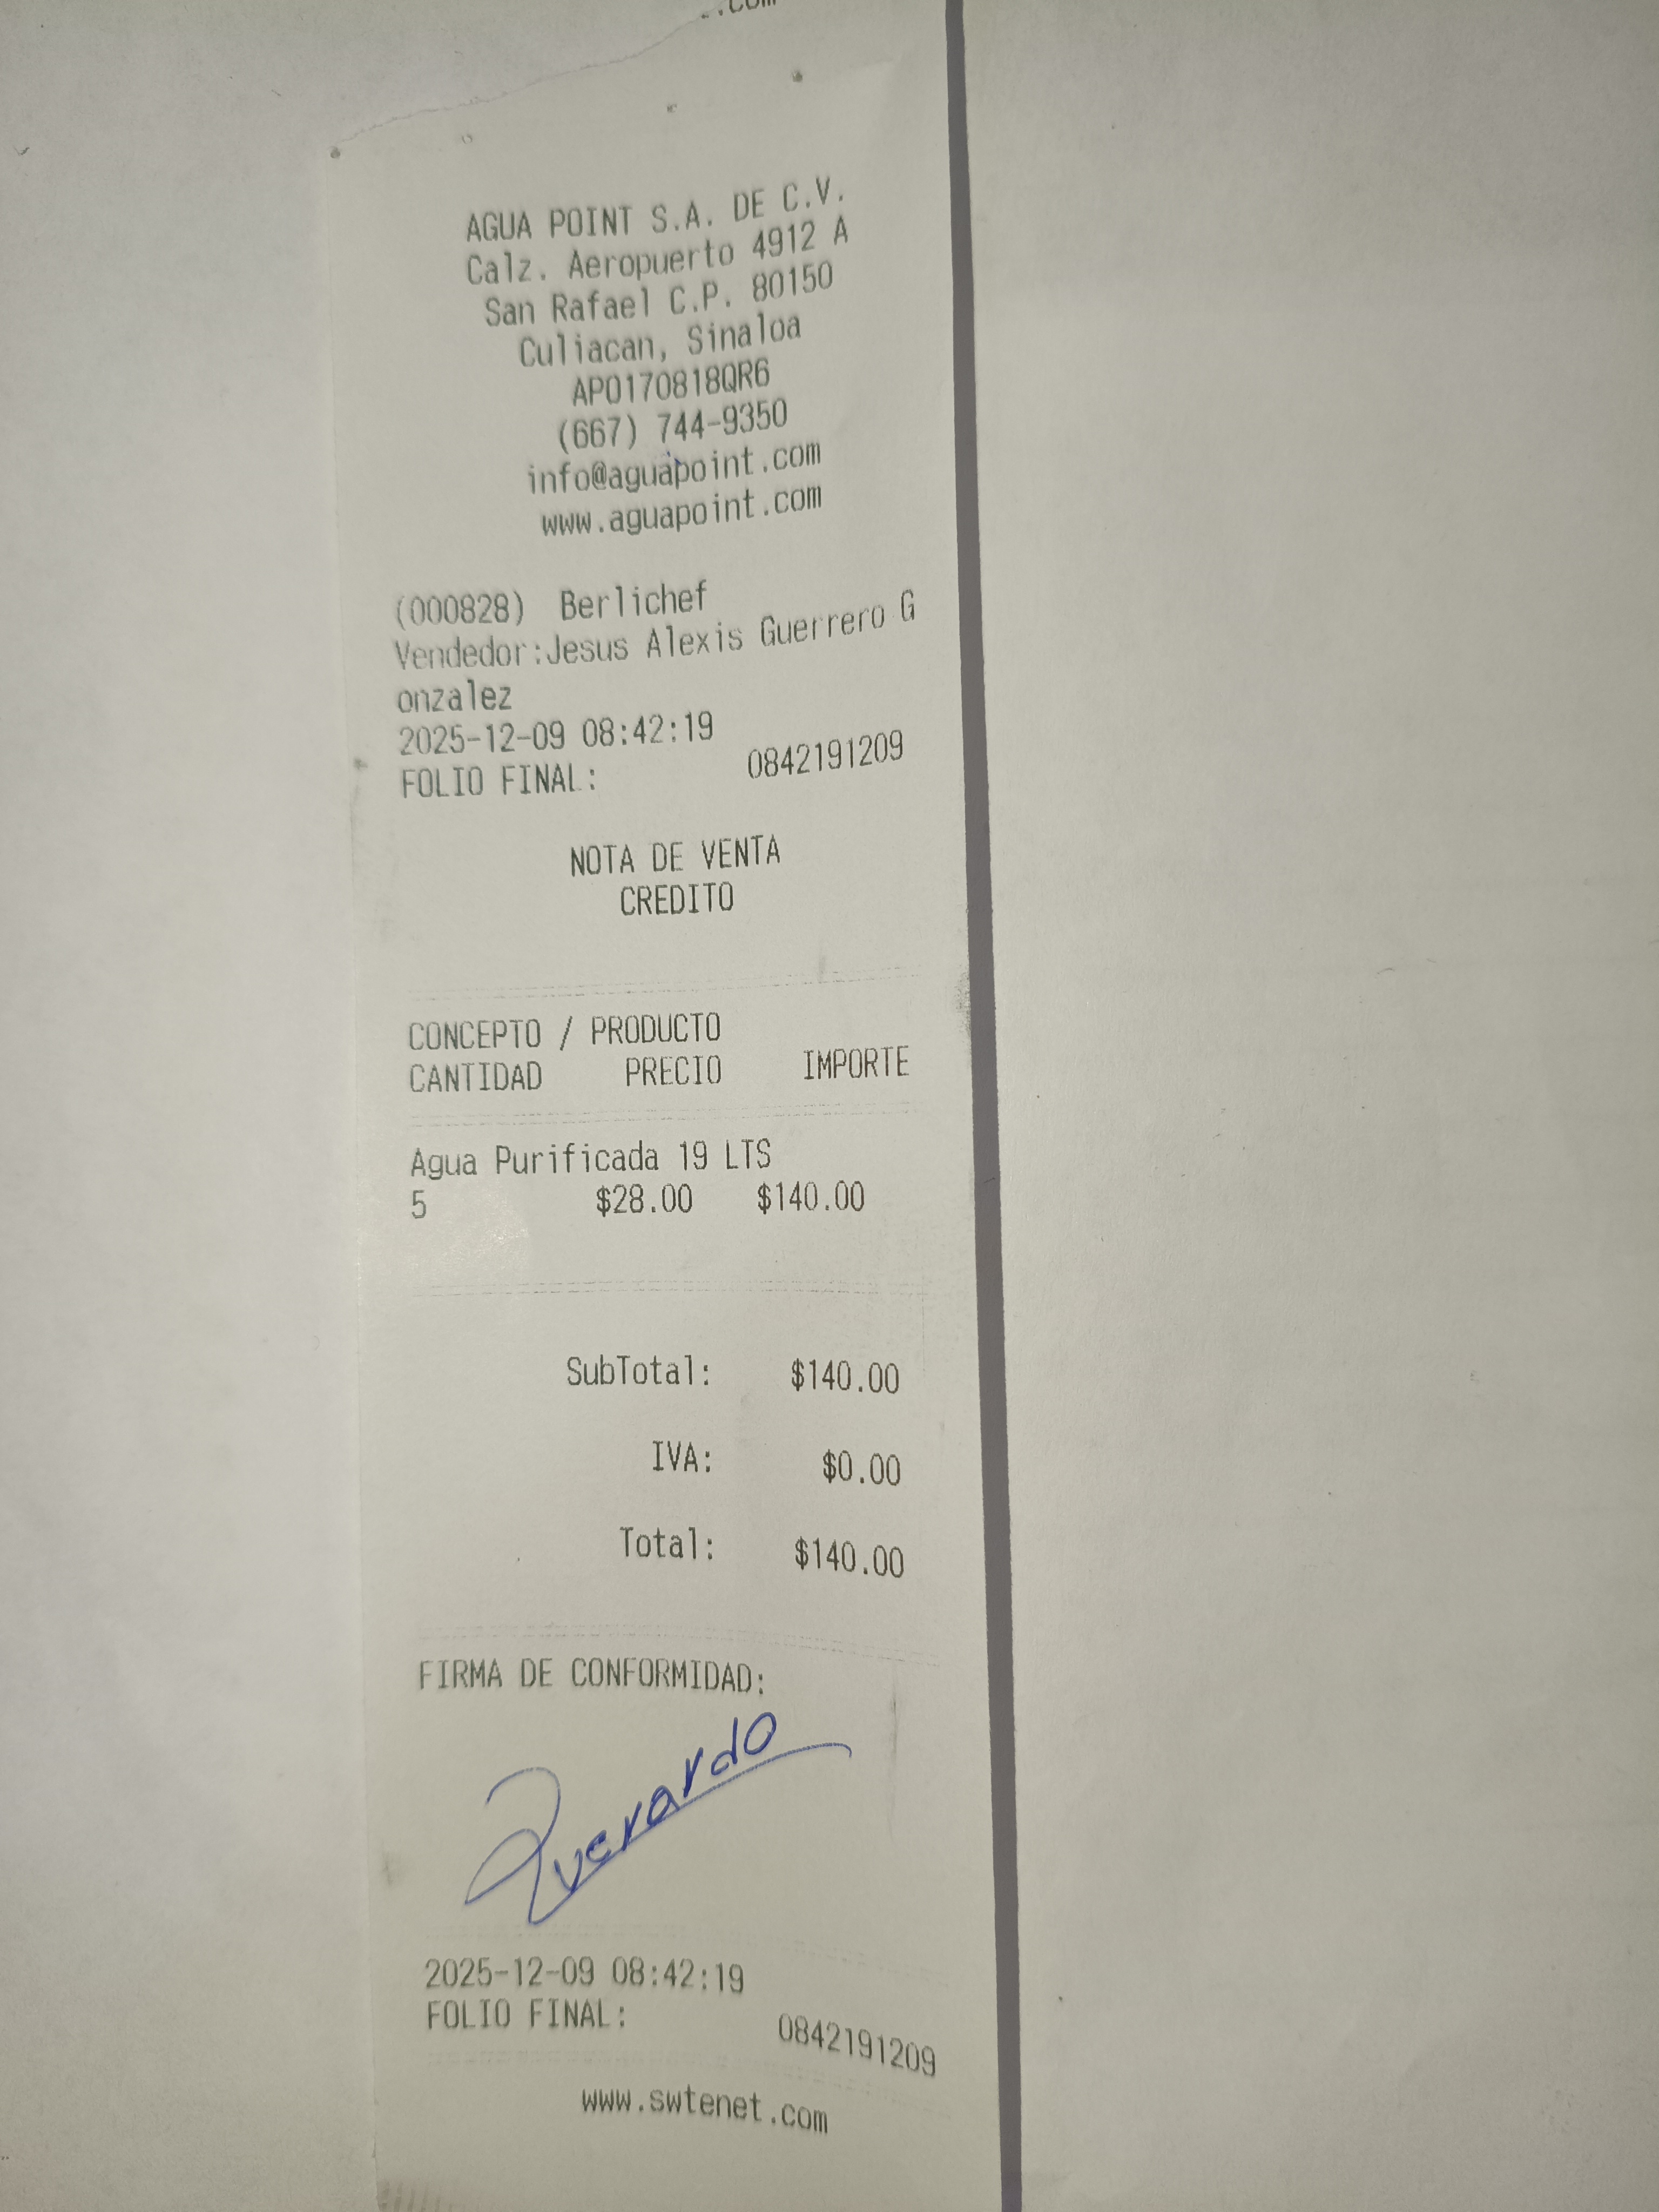 AGUA POINT S.A. DE C.V.
Calz. Aeropuerto 4912 A
San Rafael C.P. 80150
Culiacan, Sinaloa
APO170818QR6
(667) 744-9350
info@aguapoint.com
www.aguapoint.com
(000828) Berlichef
Vendedor:Jesus Alexis Guerrero G
onzalez
2025-12-09 08:42:19
FOLIO FINAL: 0842191209
NOTA DE VENTA
CREDITO
CONCEPTO / PRODUCTO
CANTIDAD PRECIO IMPORTE
Agua Purificada 19 LTS
5 $28.00 $140.00
SubTotal: $140.00
IVA: $0.00
Total: $140.00
FIRMA DE CONFORMIDAD:
2025-12-09 08:42:19
FOLIO FINAL: 0842191209
www.swtenet.com